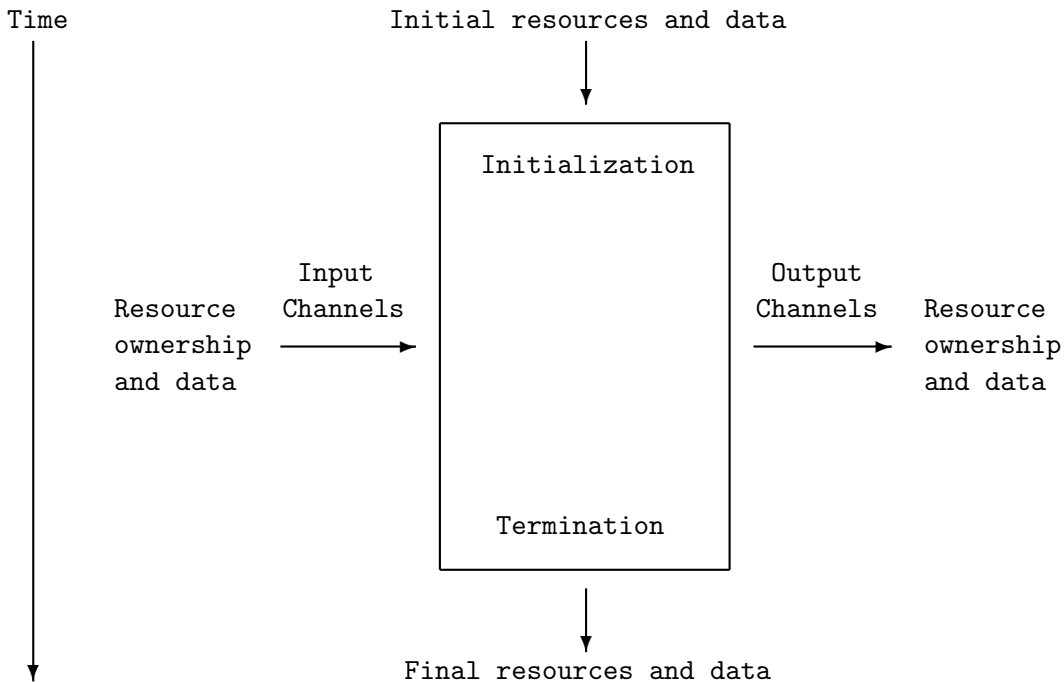 Time
Initial resources and data
Initialization
Input
Channels
Resource
ownership
and data
Output
Channels
Resource
ownership
and data
Termination
Final resources and data